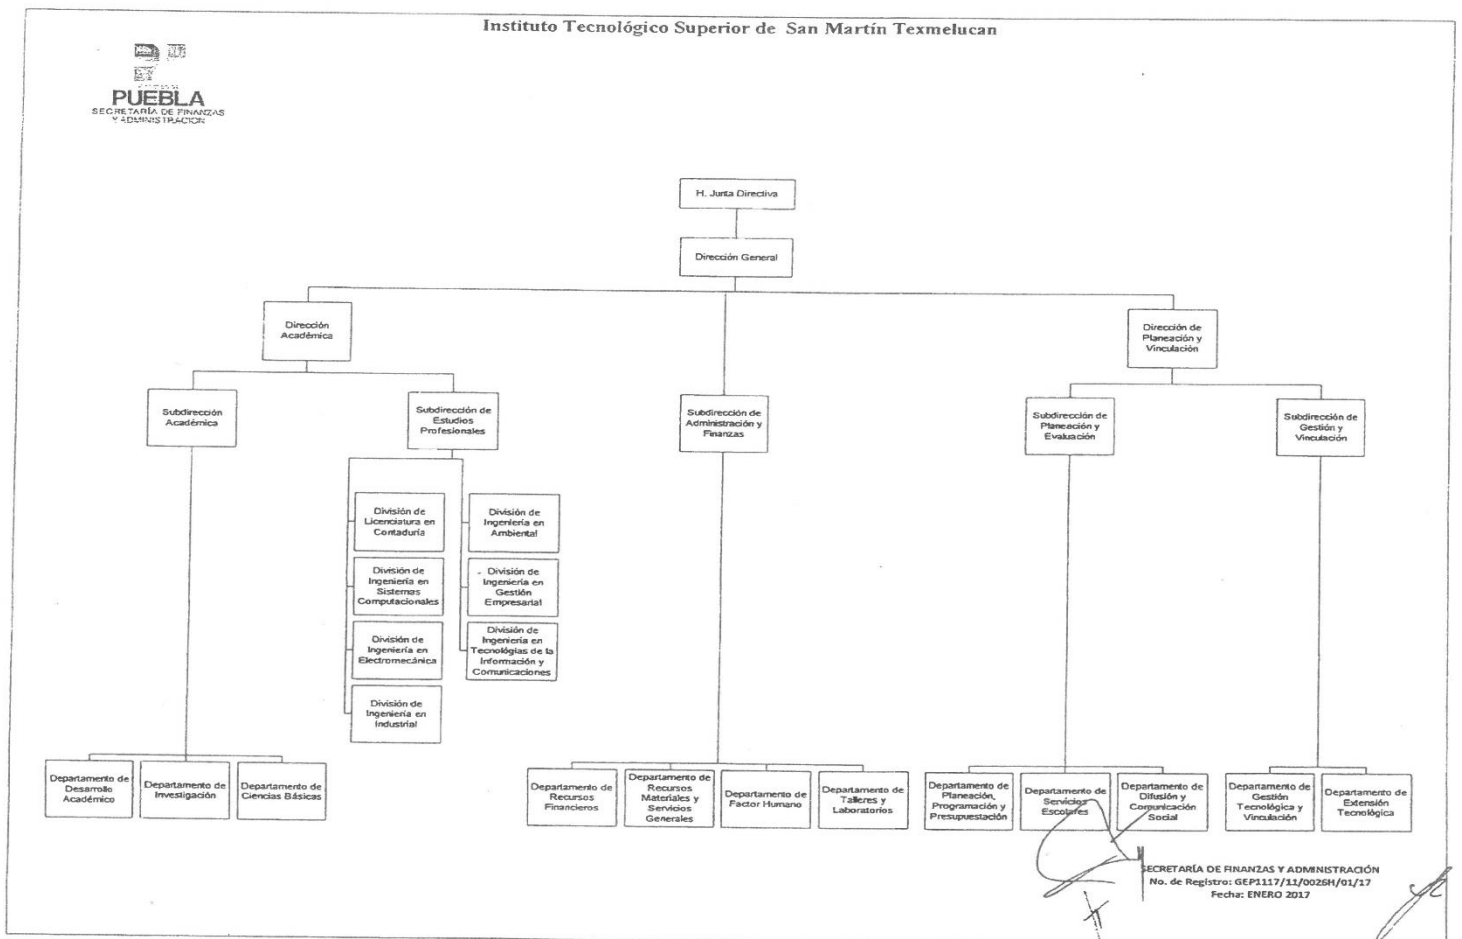 Instituto Tecnológico Superior de San Martín Texmelucan
PUEBLA
SECRETARÍA DE FINANZAS
Y ADMINISTRACIÓN
H. Junta Directiva
Dirección General
Dirección
Académica
Dirección de
Planeación y
Vinculación
Subdirección
Académica
Subdirección de
Estudios
Profesionales
Subdirección de
Administración y
Finanzas
Subdirección de
Planeación y
Evaluación
Subdirección de
Gestión y
Vinculación
División de
Licenciatura en
Contaduría
División de
Ingeniería en
Ambiental
División de
Ingeniería en
Sistemas
Computacionales
División de
Ingeniería en
Gestión
Empresarial
División de
Ingeniería en
Electromecánica
División de
Ingeniería en
Tecnológias de la
Información y
Comunicaciones
División de
Ingeniería en
Industrial
Departamento de
Desarrollo
Académico
Departamento de
Investigación
Departamento de
Ciencias Básicas
Departamento de
Recursos
Financieros
Departamento de
Recursos
Materiales y
Servicios
Generales
Departamento de
Factor Humano
Departamento de
Talleres y
Laboratorios
Departamento de
Planeación,
Programación y
Presupuestación
Departamento de
Servicios
Escolares
Departamento de
Difusión y
Comunicación
Social
Departamento de
Gestión
Tecnológica y
Vinculación
Departamento de
Extensión
Tecnológica
SECRETARÍA DE FINANZAS Y ADMINISTRACIÓN
No. de Registro: GEP1117/11/0026H/01/17
Fecha: ENERO 2017